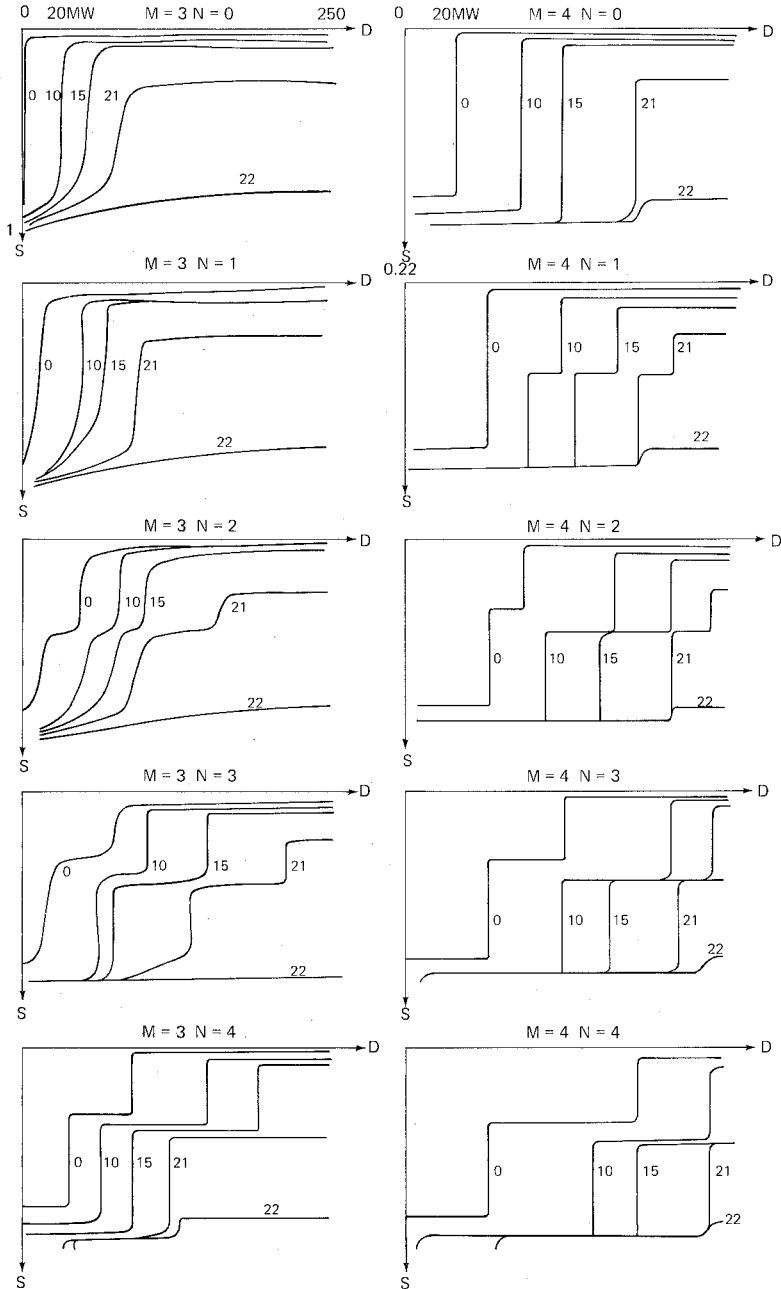 0 20MW M = 3 N = 0 250
D
0 10 15 21
22
1
S
0 20MW M = 4 N = 0
D
0 10 15 21
22
S
0.22
M = 3 N = 1
D
0 10 15 21
22
S
M = 4 N = 1
D
0 10 15 21
22
S
M = 3 N = 2
D
0 10 15 21
22
S
M = 4 N = 2
D
0 10 15 21
22
S
M = 3 N = 3
D
0 10 15 21
22
S
M = 4 N = 3
D
0 10 15 21
22
S
M = 3 N = 4
D
0 10 15 21
22
S
M = 4 N = 4
D
0 10 15 21
22
S